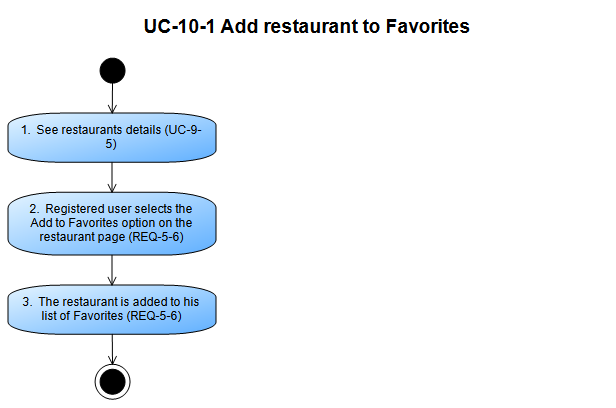 UC-10-1 Add restaurant to Favorites
1. See restaurants details (UC-9-
5)
2. Registered user selects the
Add to Favorites option on the
restaurant page (REQ-5-6)
3. The restaurant is added to his
list of Favorites (REQ-5-6)